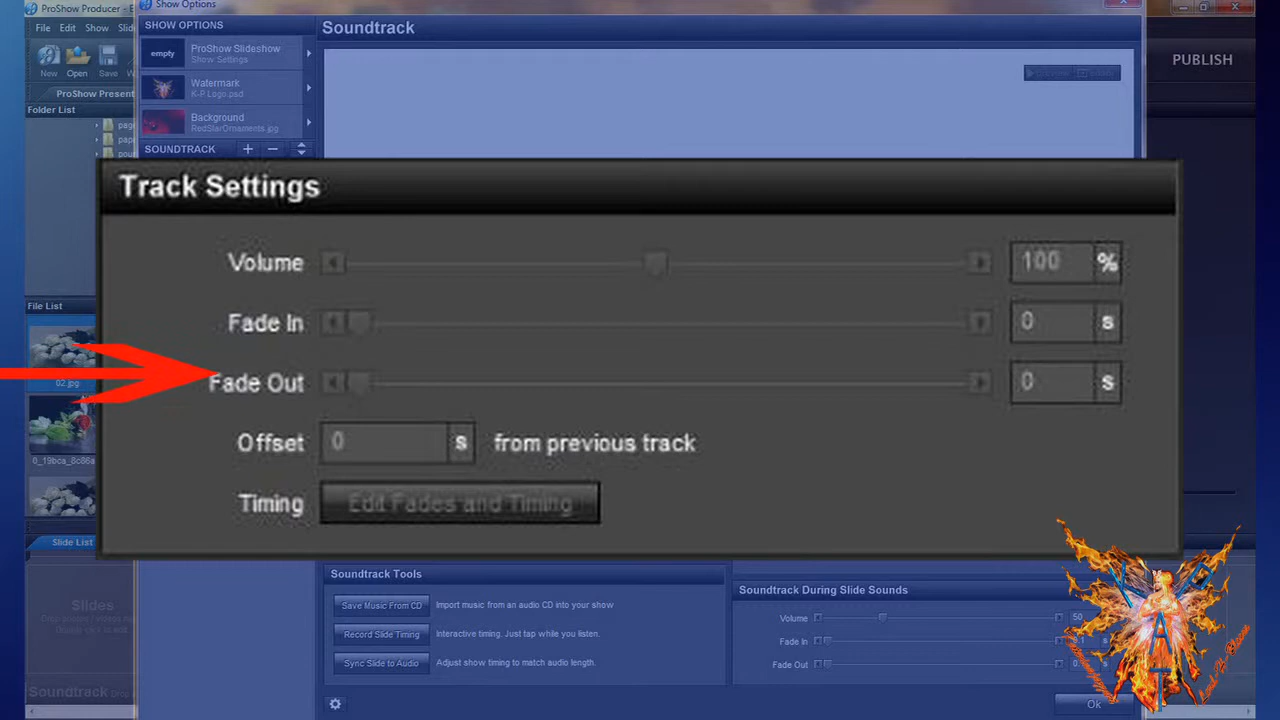 ProShow Producer -
Show Options
File Edit Show
SHOW OPTIONS
Soundtrack
empty
ProShow Slideshow
Show Settings
New Open Save
Watermark
K-P Logo.psd
PUBLISH
ProShow Present
Background
RedStarOrnaments.jpg
Folder List
SOUNDTRACK
Track Settings
Volume 100 %
Fade In 0 s
File List
Fade Out 0 s
02.jpg
Offset 0 s from previous track
0_19bca_8c86a
Timing Edit Fades and Timing
Slide List
Soundtrack Tools
Soundtrack During Slide Sounds
Slides
Save Music From CD Import music from an audio CD into your show
Volume 50
Record Slide Timing Interactive timing. Just tap while you listen.
Fade In
Sync Slide to Audio Adjust show timing to match audio length.
Fade Out
Soundtrack
Ok